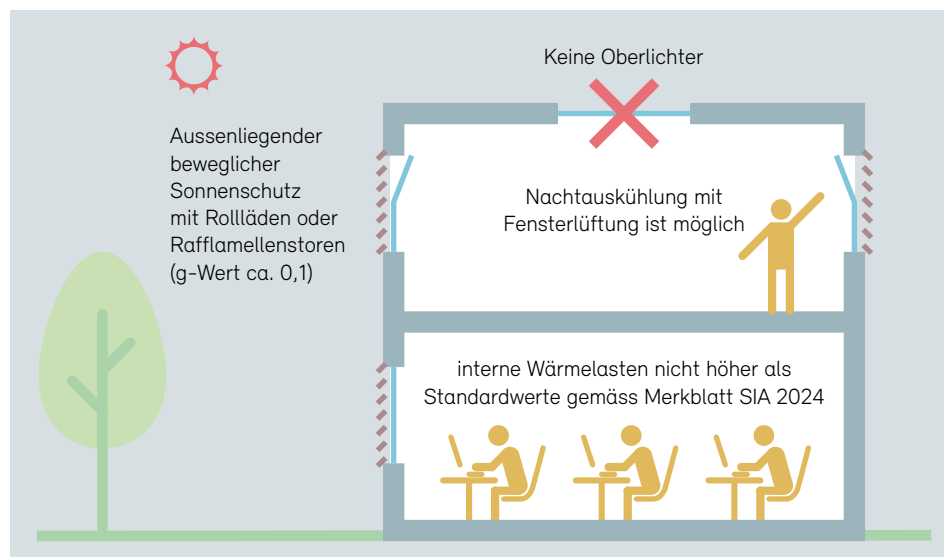 Keine Oberlichter
Aussenliegender
beweglicher
Sonnenschutz
mit Rollläden oder
Rafflamellenstoren
(g-Wert ca. 0,1)
Nachtauskühlung mit
Fensterlüftung ist möglich
interne Wärmelasten nicht höher als
Standardwerte gemäss Merkblatt SIA 2024